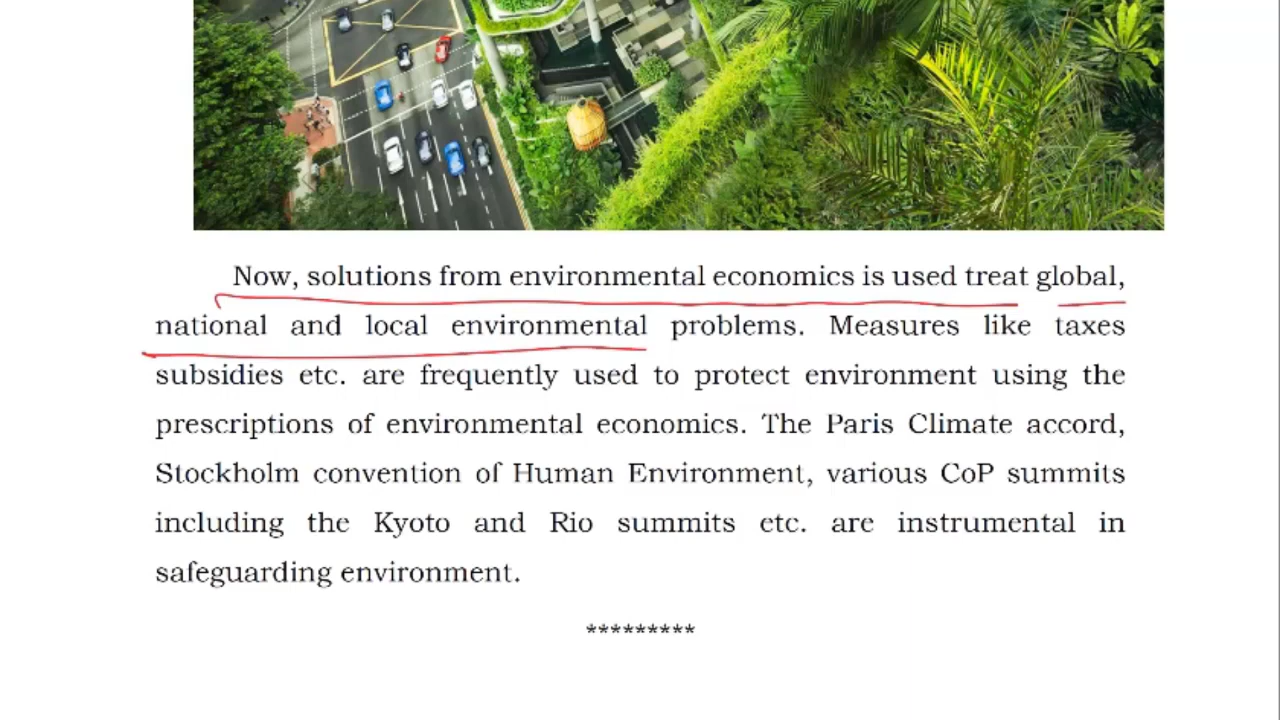 Now, solutions from environmental economics is used treat global,
national and local environmental problems. Measures like taxes
subsidies etc. are frequently used to protect environment using the
prescriptions of environmental economics. The Paris Climate accord,
Stockholm convention of Human Environment, various CoP summits
including the Kyoto and Rio summits etc. are instrumental in
safeguarding environment.
*********